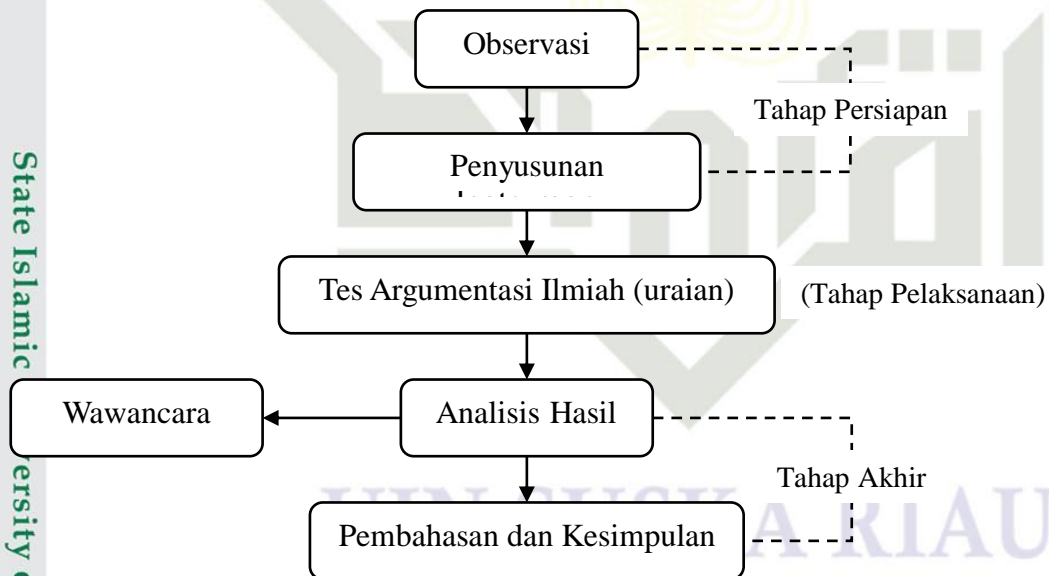 Observasi
Tahap Persiapan
Penyusunan
Tes Argumentasi Ilmiah (uraian)
(Tahap Pelaksanaan)
Wawancara
Analisis Hasil
Tahap Akhir
Pembahasan dan Kesimpulan
State Islamic
ersity
UIN SUSKA RIAU